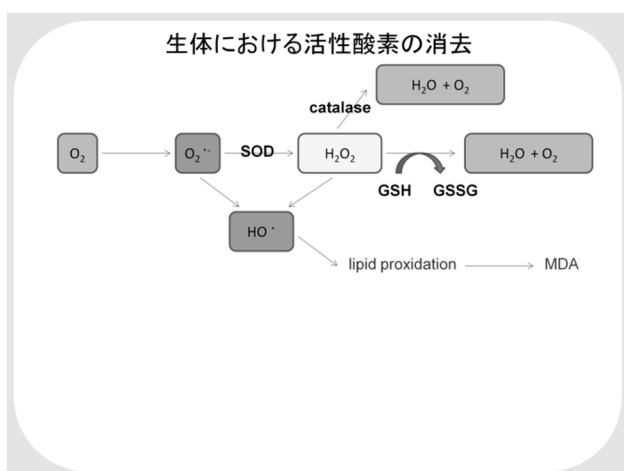 生体における活性酸素の消去
H₂O + O₂
catalase
O₂
O₂˙⁻
SOD
H₂O₂
H₂O + O₂
GSH
GSSG
HO˙
lipid proxidation
MDA